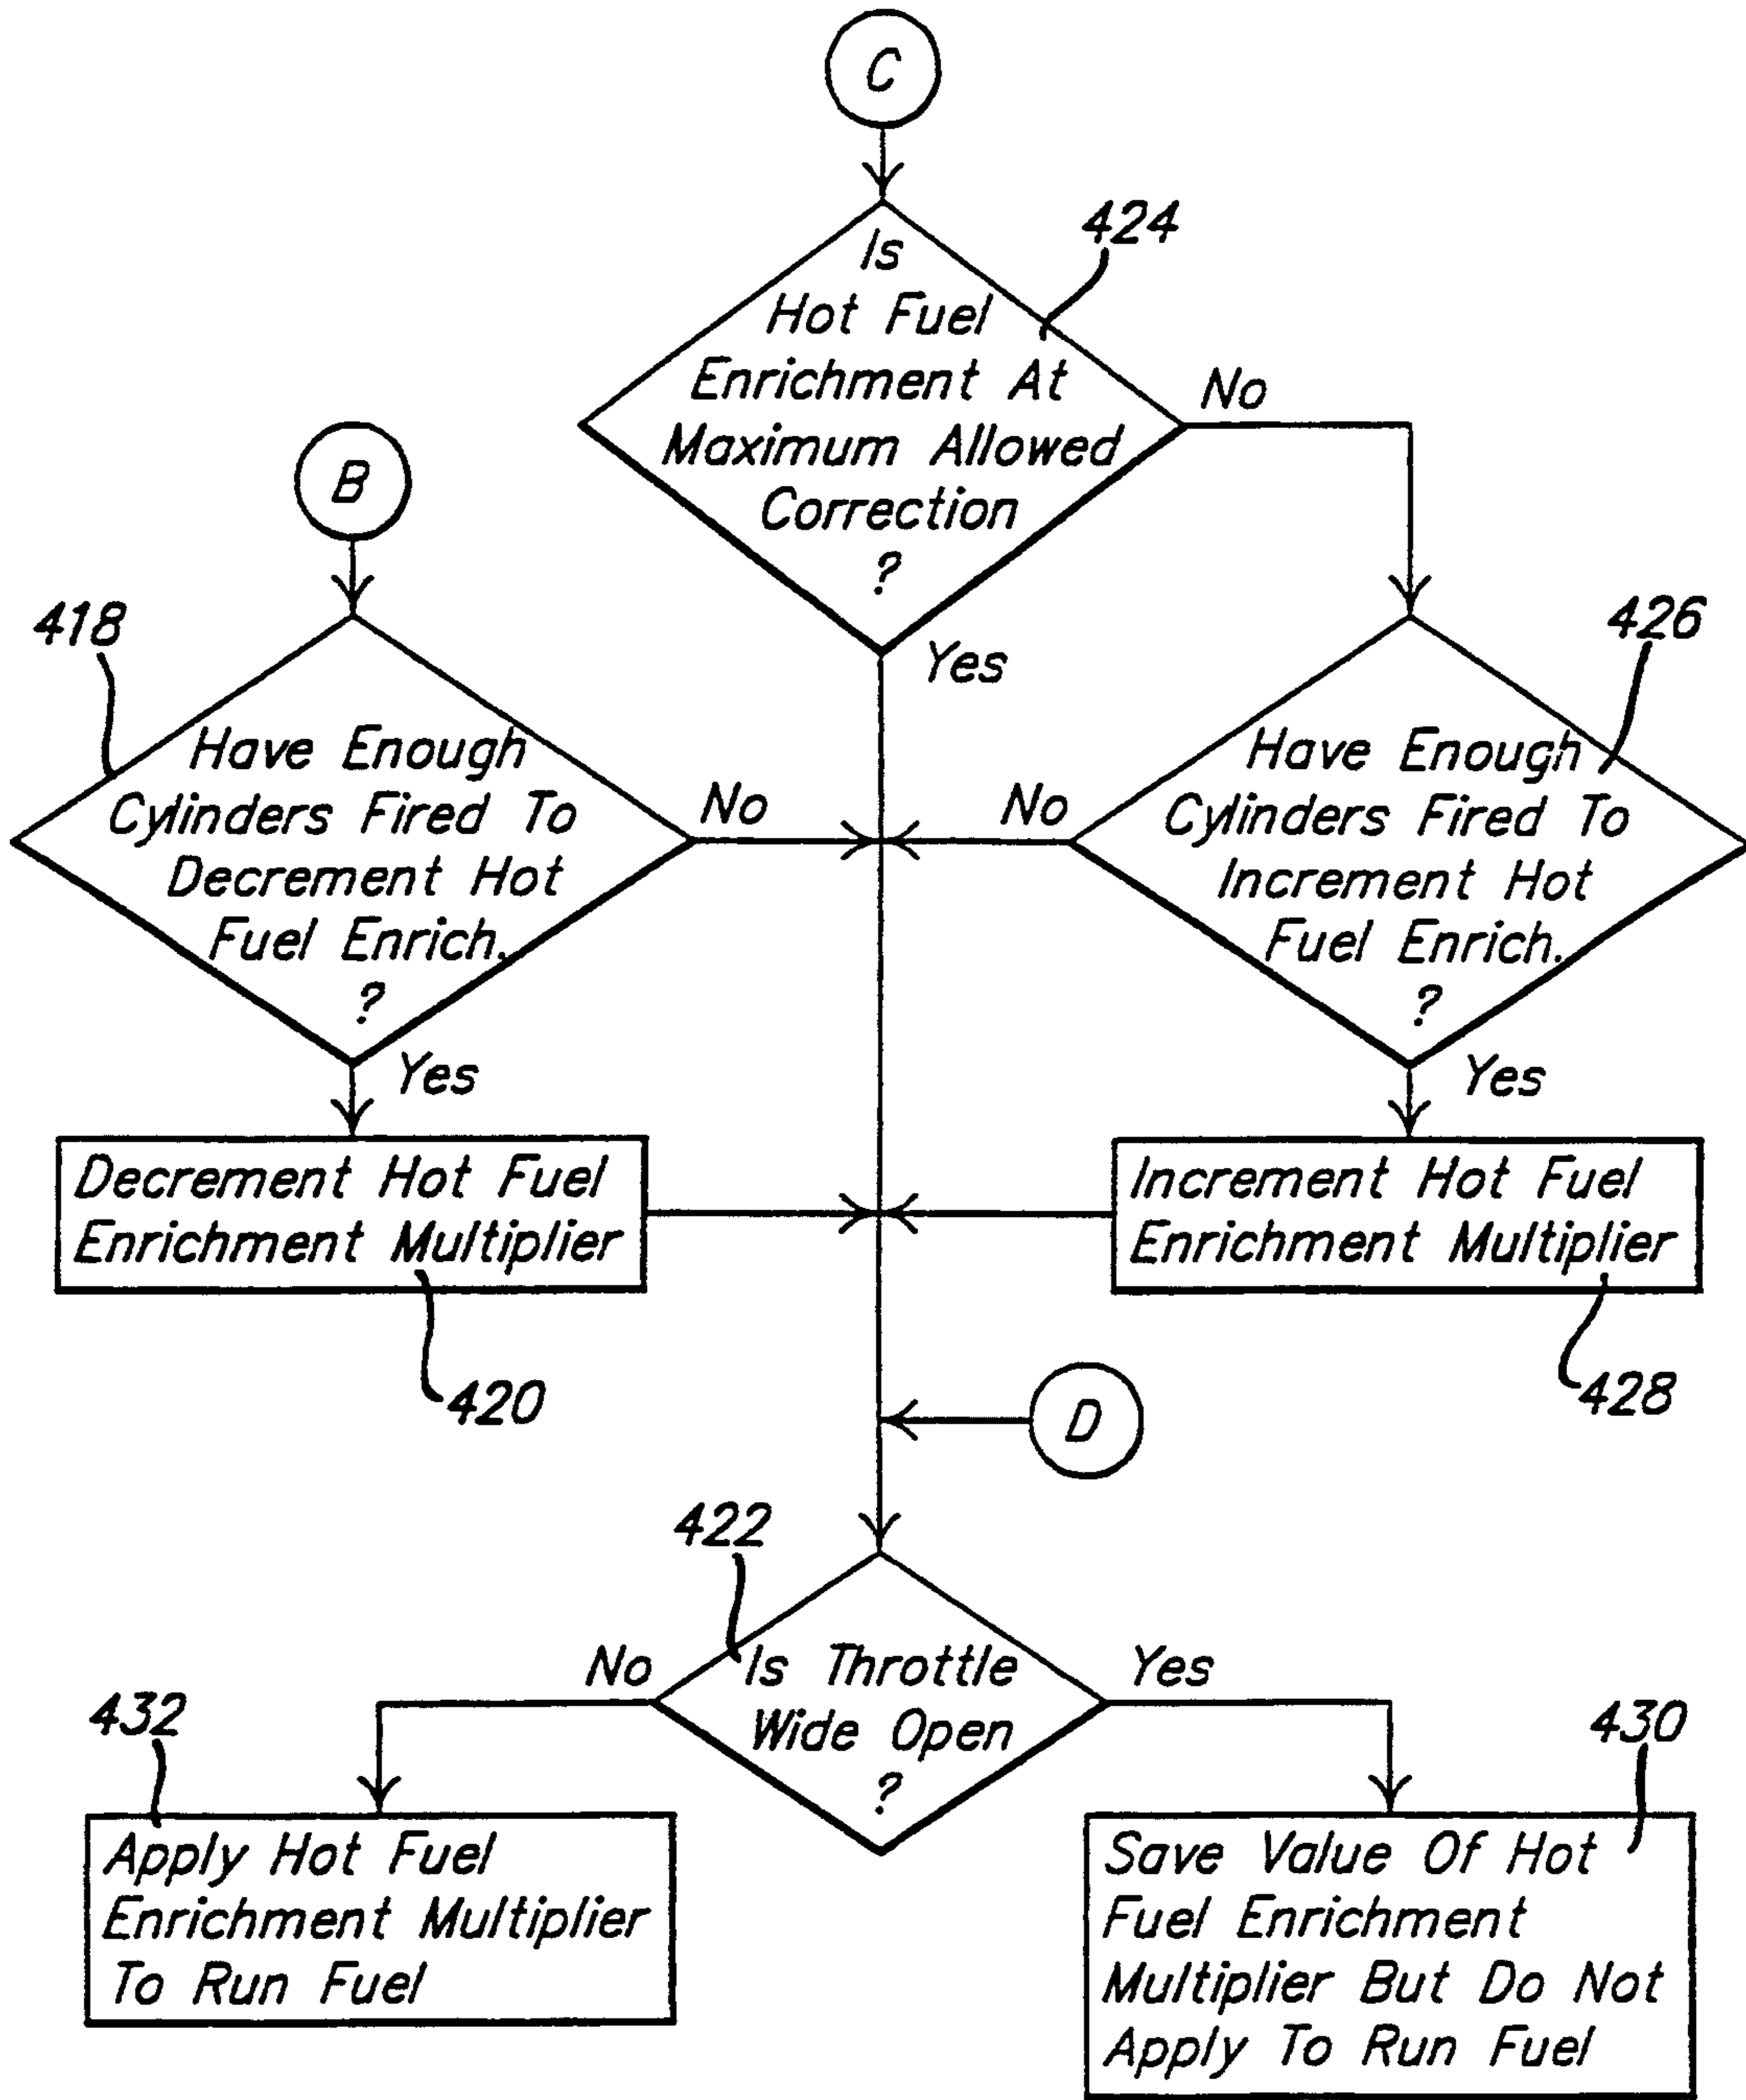 C
424
Is
Hot Fuel
Enrichment At
Maximum Allowed
Correction
?
No
Yes
B
418
Have Enough
Cylinders Fired To
Decrement Hot
Fuel Enrich.
?
No
Yes
426
Have Enough
Cylinders Fired To
Increment Hot
Fuel Enrich.
?
No
Yes
Decrement Hot Fuel
Enrichment Multiplier
420
Increment Hot Fuel
Enrichment Multiplier
428
D
422
Is Throttle
Wide Open
?
No
Yes
432
Apply Hot Fuel
Enrichment Multiplier
To Run Fuel
430
Save Value Of Hot
Fuel Enrichment
Multiplier But Do Not
Apply To Run Fuel